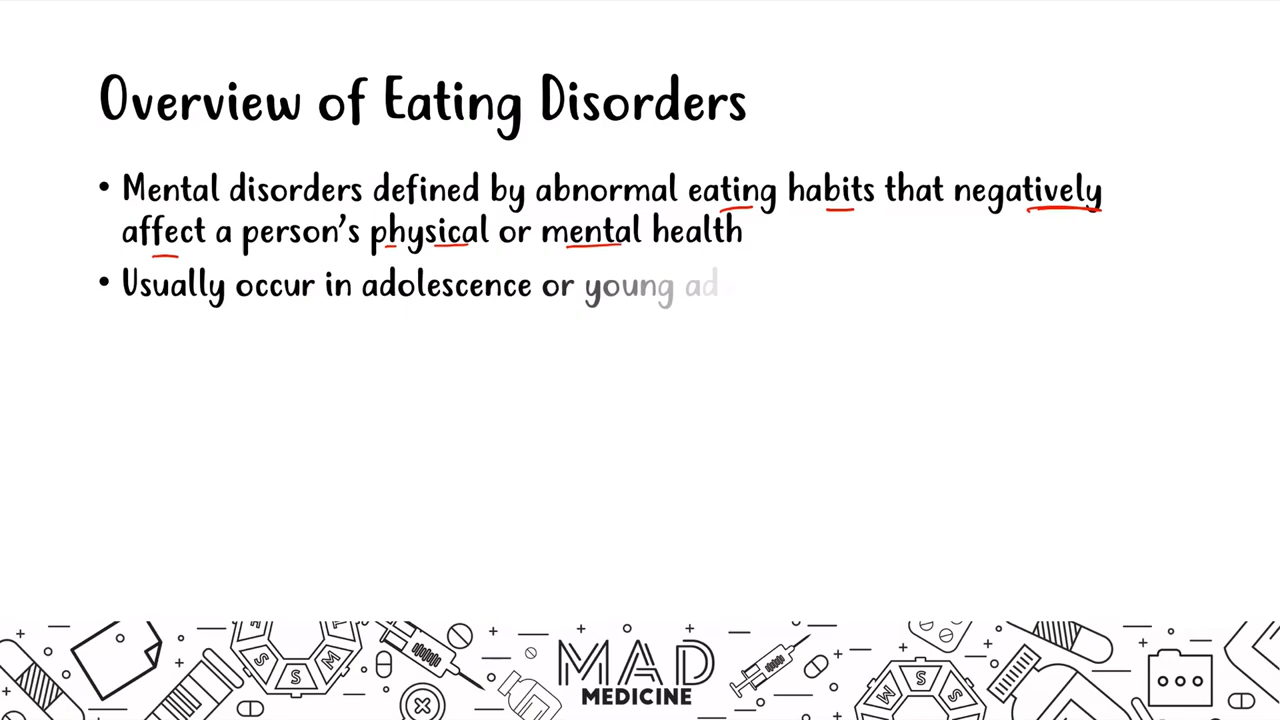 Overview of Eating Disorders
• Mental disorders defined by abnormal eating habits that negatively
affect a person's physical or mental health
• Usually occur in adolescence or young ad
S S M
MAD
MEDICINE
M S S